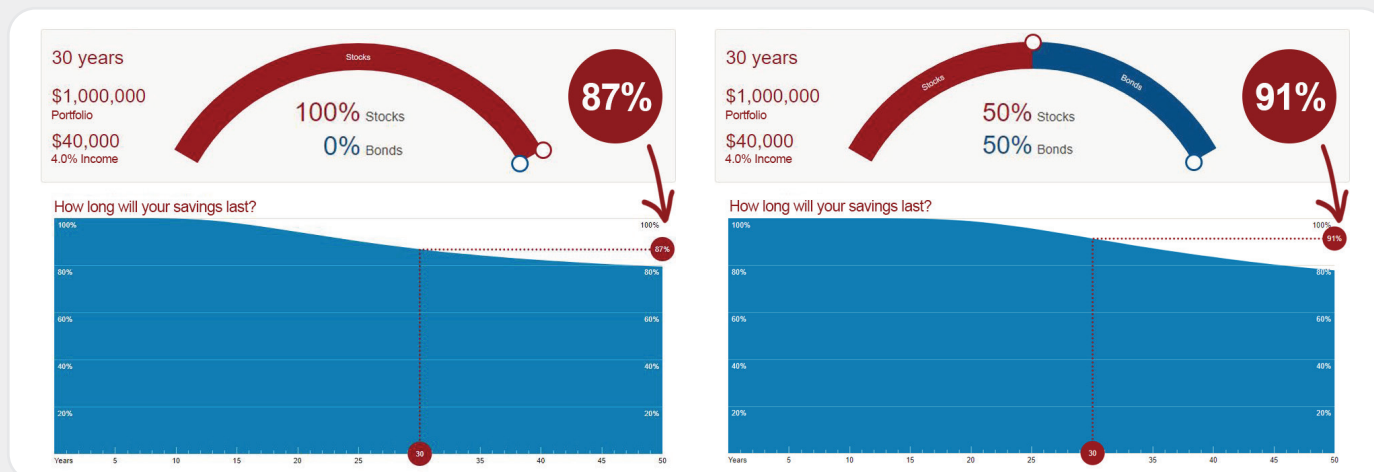 30 years
$1,000,000
Portfolio
$40,000
4.0% Income
Stocks
100% Stocks
0% Bonds
87%
How long will your savings last?
100%
100%
87%
80%
80%
60%
60%
40%
40%
20%
20%
Years 5 10 15 20 25 30 35 40 45 50
30 years
$1,000,000
Portfolio
$40,000
4.0% Income
Stocks
Bonds
50% Stocks
50% Bonds
91%
How long will your savings last?
100%
100%
91%
80%
80%
60%
60%
40%
40%
20%
20%
Years 5 10 15 20 25 30 35 40 45 50